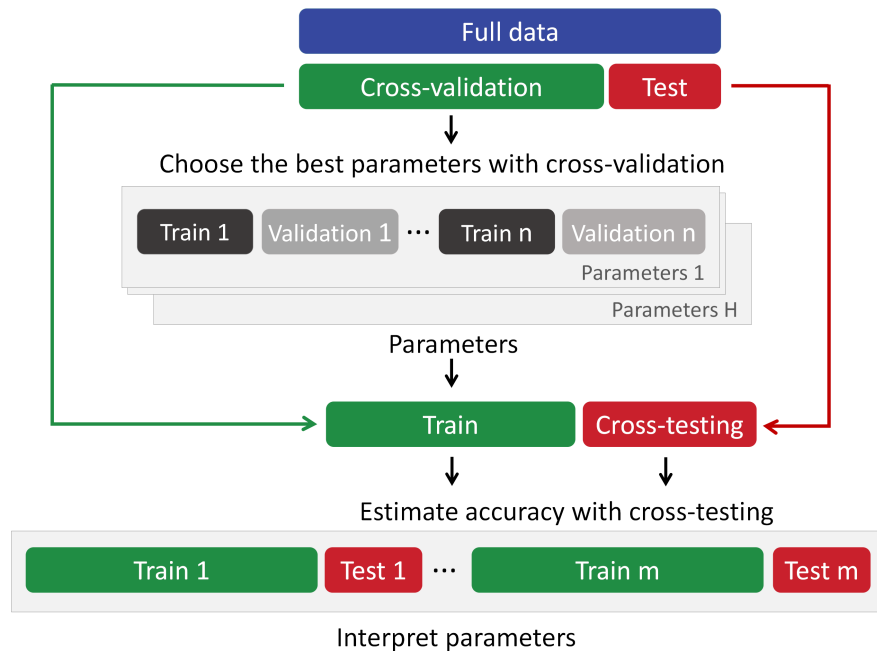 Full data
Cross-validation Test
Choose the best parameters with cross-validation
Train 1 Validation 1 ... Train n Validation n
Parameters 1
Parameters H
Parameters
Train Cross-testing
Estimate accuracy with cross-testing
Train 1 Test 1 ... Train m Test m
Interpret parameters